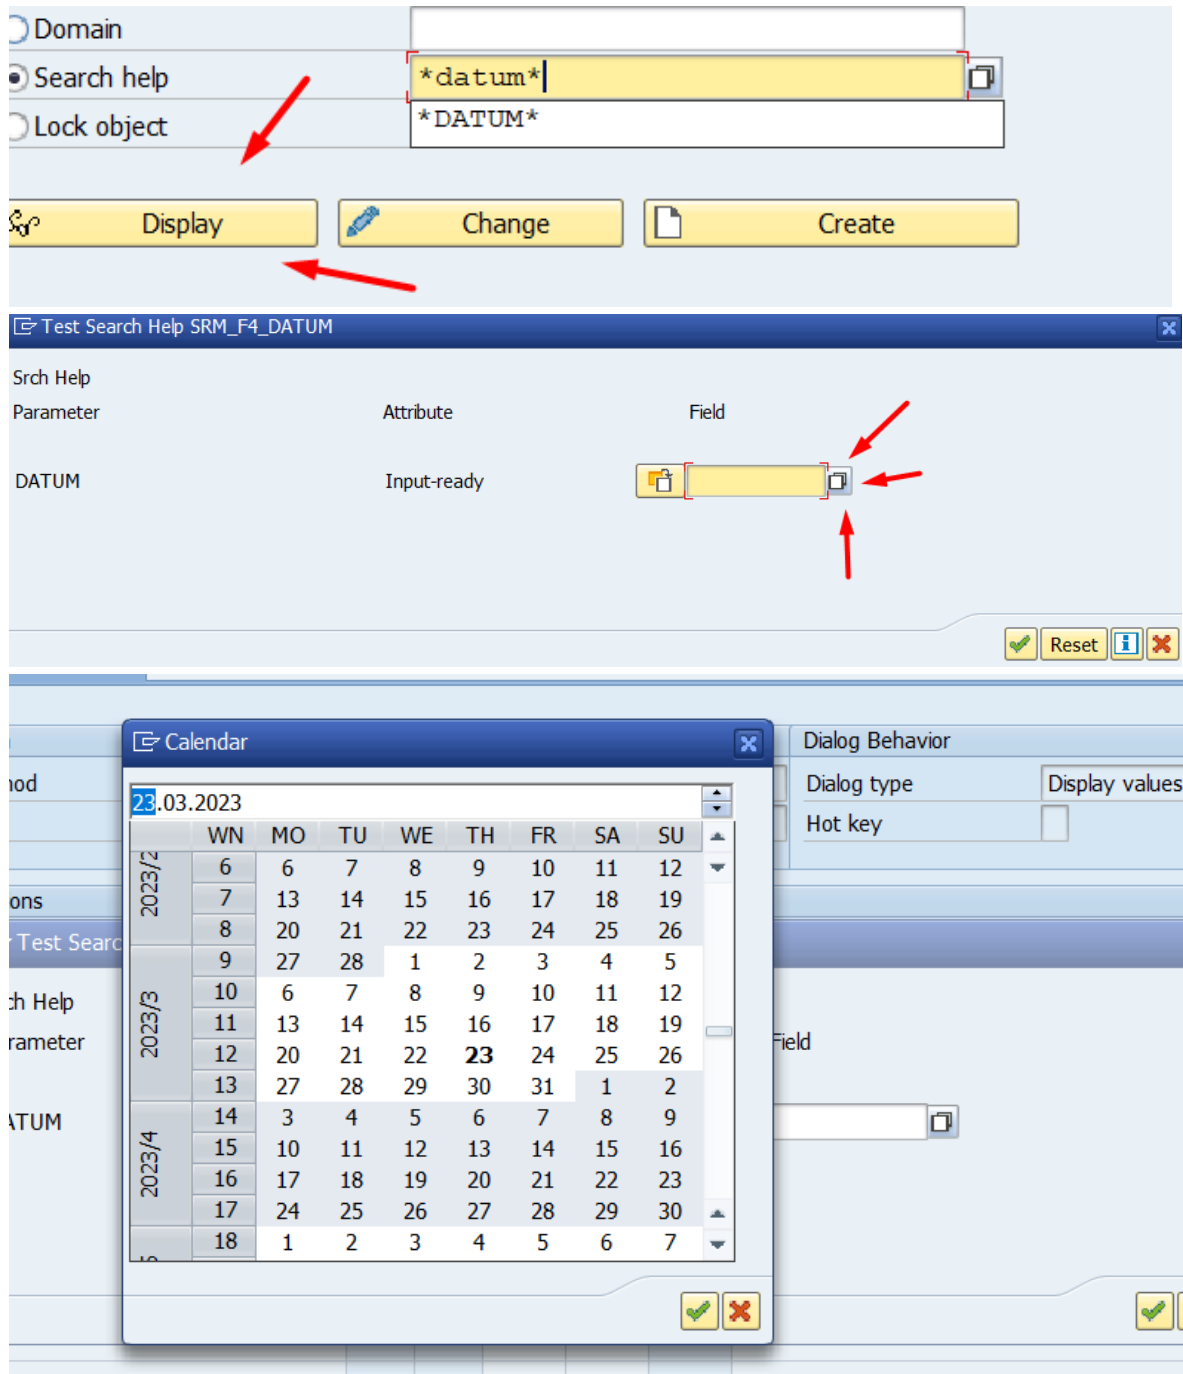 Domain
Search help *datum*
*DATUM*
Lock object
Display Change Create
Test Search Help SRM_F4_DATUM
Srch Help
Parameter Attribute Field
DATUM Input-ready
Reset
Calendar
Dialog Behavior
nod
Dialog type Display values
23.03.2023
Hot key
WN MO TU WE TH FR SA SU
2023/2
6 6 7 8 9 10 11 12
7 13 14 15 16 17 18 19
8 20 21 22 23 24 25 26
ons
Test Searc
9 27 28 1 2 3 4 5
2023/3
10 6 7 8 9 10 11 12
ch Help
11 13 14 15 16 17 18 19
rameter
Field
12 20 21 22 23 24 25 26
13 27 28 29 30 31 1 2
ATUM
2023/4
14 3 4 5 6 7 8 9
15 10 11 12 13 14 15 16
16 17 18 19 20 21 22 23
17 24 25 26 27 28 29 30
18 1 2 3 4 5 6 7